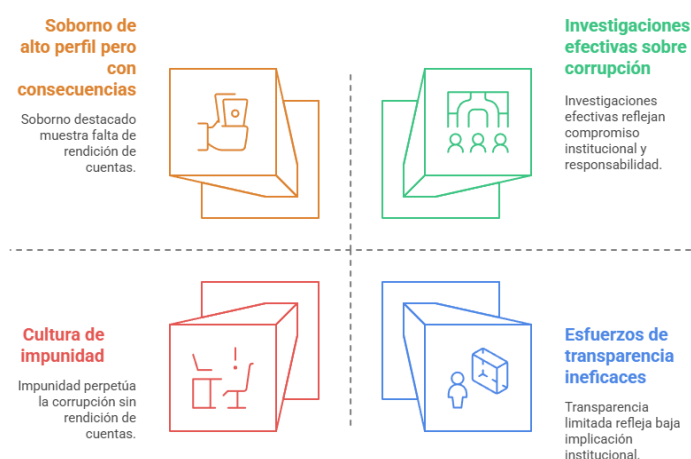 Soborno de
alto perfil pero
con
consecuencias
Soborno destacado
muestra falta de
rendición de
cuentas.
Investigaciones
efectivas sobre
corrupción
Investigaciones
efectivas reflejan
compromiso
institucional y
responsabilidad.
Cultura de
impunidad
Impunidad perpetúa
la corrupción sin
rendición de
cuentas.
Esfuerzos de
transparencia
ineficaces
Transparencia
limitada refleja baja
implicación
institucional.